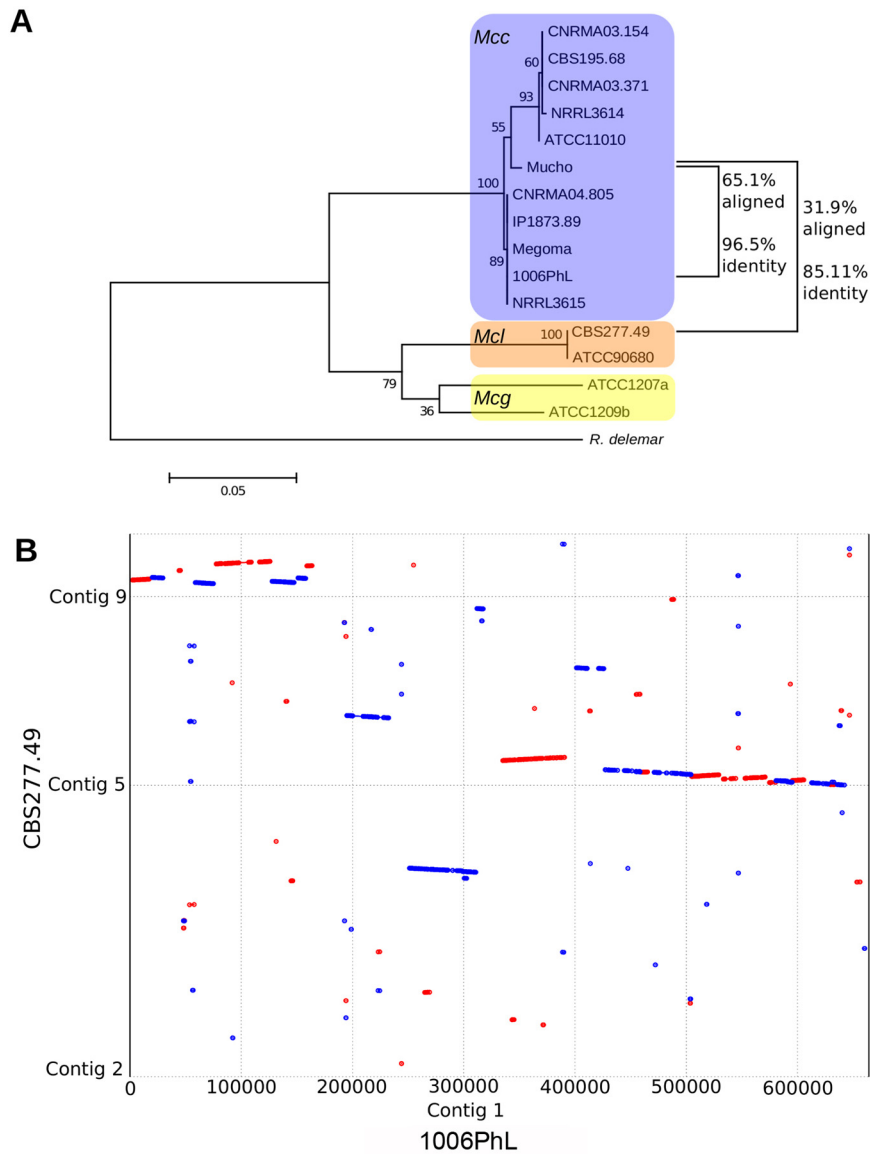 A
Mcc
CNRMA03.154
60
CBS195.68
CNRMA03.371
93
NRRL3614
55
ATCC11010
Mucho
65.1%
aligned
100
CNRMA04.805
31.9%
aligned
IP1873.89
96.5%
identity
Megoma
89
1006PhL
85.11%
identity
NRRL3615
Mcl
100
CBS277.49
ATCC90680
79
Mcg
ATCC1207a
36
ATCC1209b
R. delemar
0.05
B
Contig 9
CBS277.49
Contig 5
Contig 2
0 100000 200000 300000 400000 500000 600000
Contig 1
1006PhL